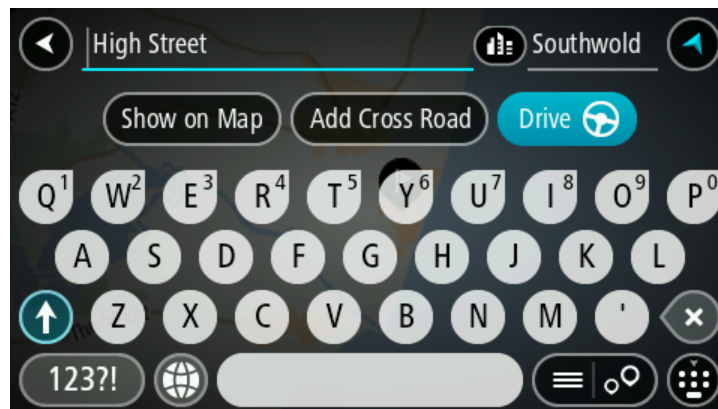 High Street Southwold
Show on Map Add Cross Road Drive
Q1 W2 E3 R4 T5 Y6 U7 I8 O9 P0
A S D F G H J K L
Z X C V B N M '
123?!